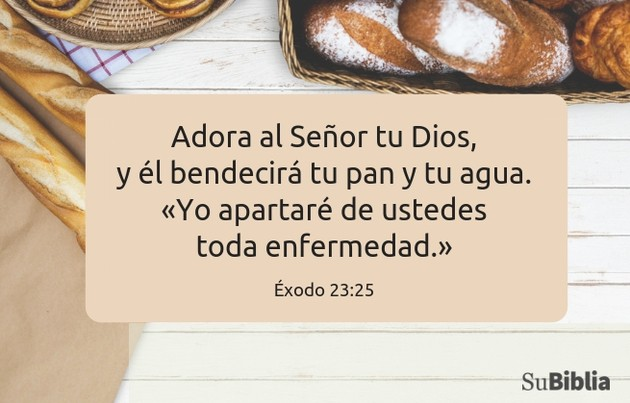 Adora al Señor tu Dios,
y él bendecirá tu pan y tu agua.
«Yo apartaré de ustedes
toda enfermedad.»
Éxodo 23:25
SuBiblia